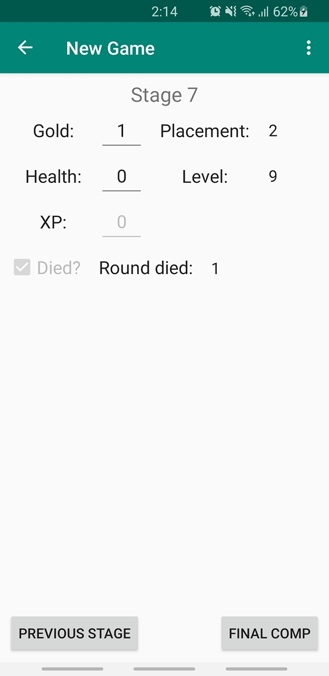 2:14 62%
New Game
Stage 7
Gold: 1 Placement: 2
Health: 0 Level: 9
XP: 0
Died? Round died: 1
PREVIOUS STAGE FINAL COMP